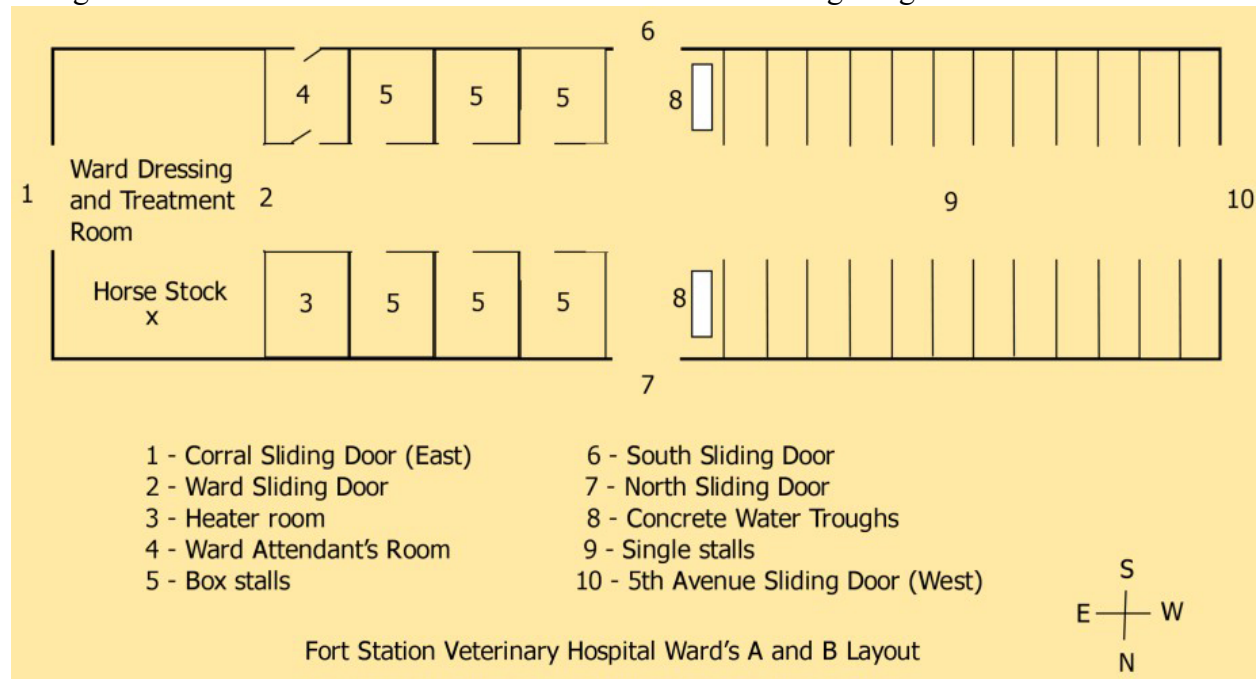 6
4 5 5 5 8
Ward Dressing
and Treatment
Room
1 2 9 10
Horse Stock
x
3 5 5 5 8
7
1 - Corral Sliding Door (East)
2 - Ward Sliding Door
3 - Heater room
4 - Ward Attendant's Room
5 - Box stalls
6 - South Sliding Door
7 - North Sliding Door
8 - Concrete Water Troughs
9 - Single stalls
10 - 5th Avenue Sliding Door (West)
S
E W
N
Fort Station Veterinary Hospital Ward's A and B Layout